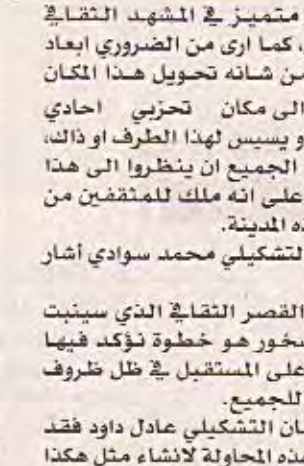 متميز في المشهد الثقافي
، كما ارى من الضروري ابعاد
من شانه تحويل هذا المكان
الى مكان تحزبي احادي
و يسيس لهذا الطرف او ذاك،
الجميع ان ينظروا الى هذا
على انه ملك للمثقفين من
ه المدينة.
لتشكيلي محمد سوادي أشار
القصر الثقافي الذي سينبت
خور هو خطوة نؤكد فيها
على المستقبل في ظل ظروف
للجميع.
ان التشكيلي عادل داود فقد
ذه المحاولة لانشاء مثل هكذا